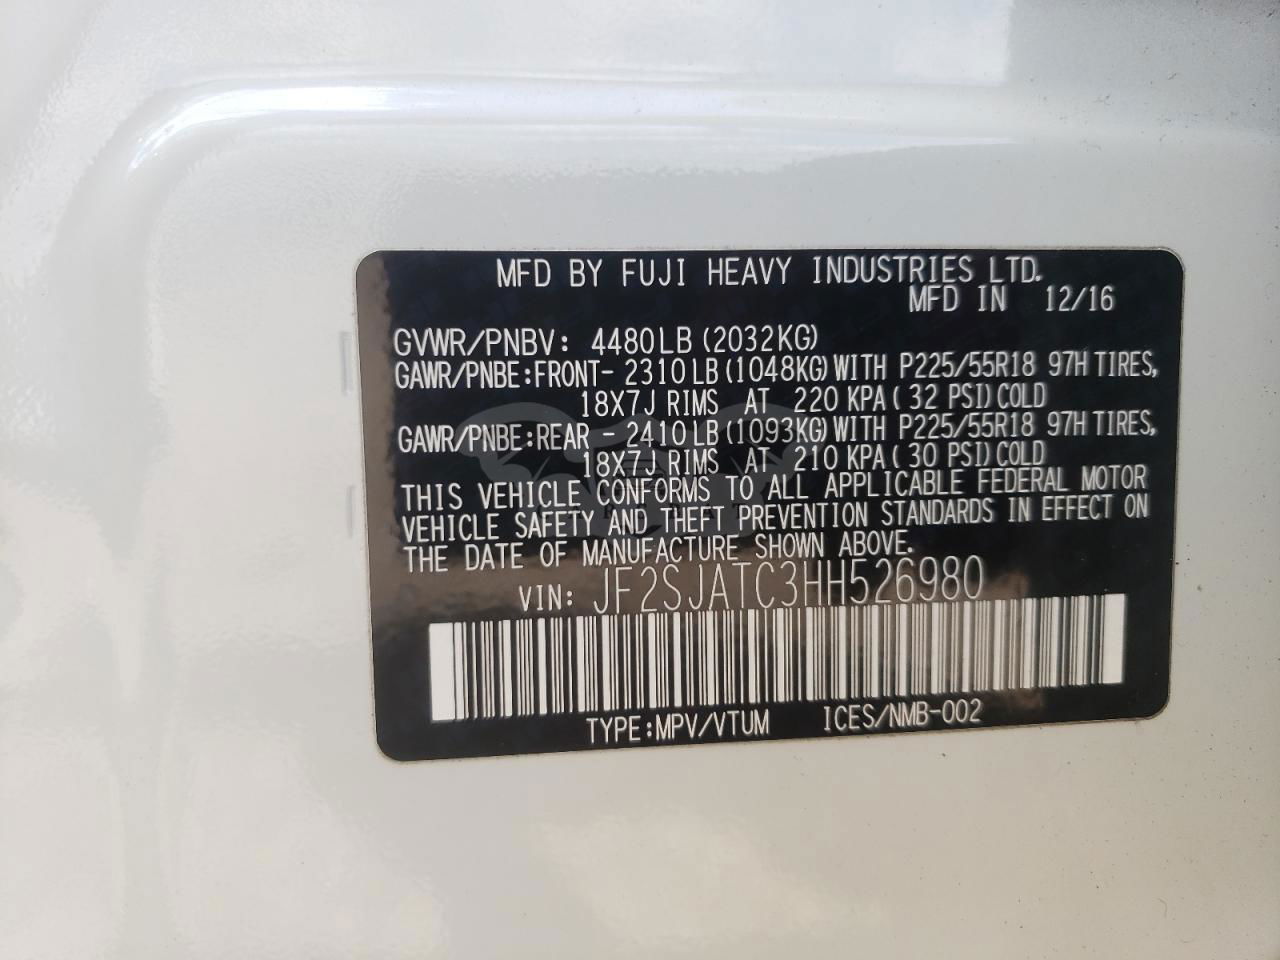 MFD BY FUJI HEAVY INDUSTRIES LTD.
MFD IN 12/16
GVWR/PNBV: 4480LB (2032KG)
GAWR/PNBE:FRONT- 2310LB (1048KG) WITH P225/55R18 97H TIRES,
18X7J RIMS AT 220 KPA ( 32 PSI) COLD
GAWR/PNBE:REAR - 2410LB (1093KG) WITH P225/55R18 97H TIRES,
18X7J RIMS AT 210 KPA ( 30 PSI) COLD
THIS VEHICLE CONFORMS TO ALL APPLICABLE FEDERAL MOTOR
VEHICLE SAFETY AND THEFT PREVENTION STANDARDS IN EFFECT ON
THE DATE OF MANUFACTURE SHOWN ABOVE.
VIN: JF2SJATC3HH526980
TYPE:MPV/VTUM ICES/NMB-002